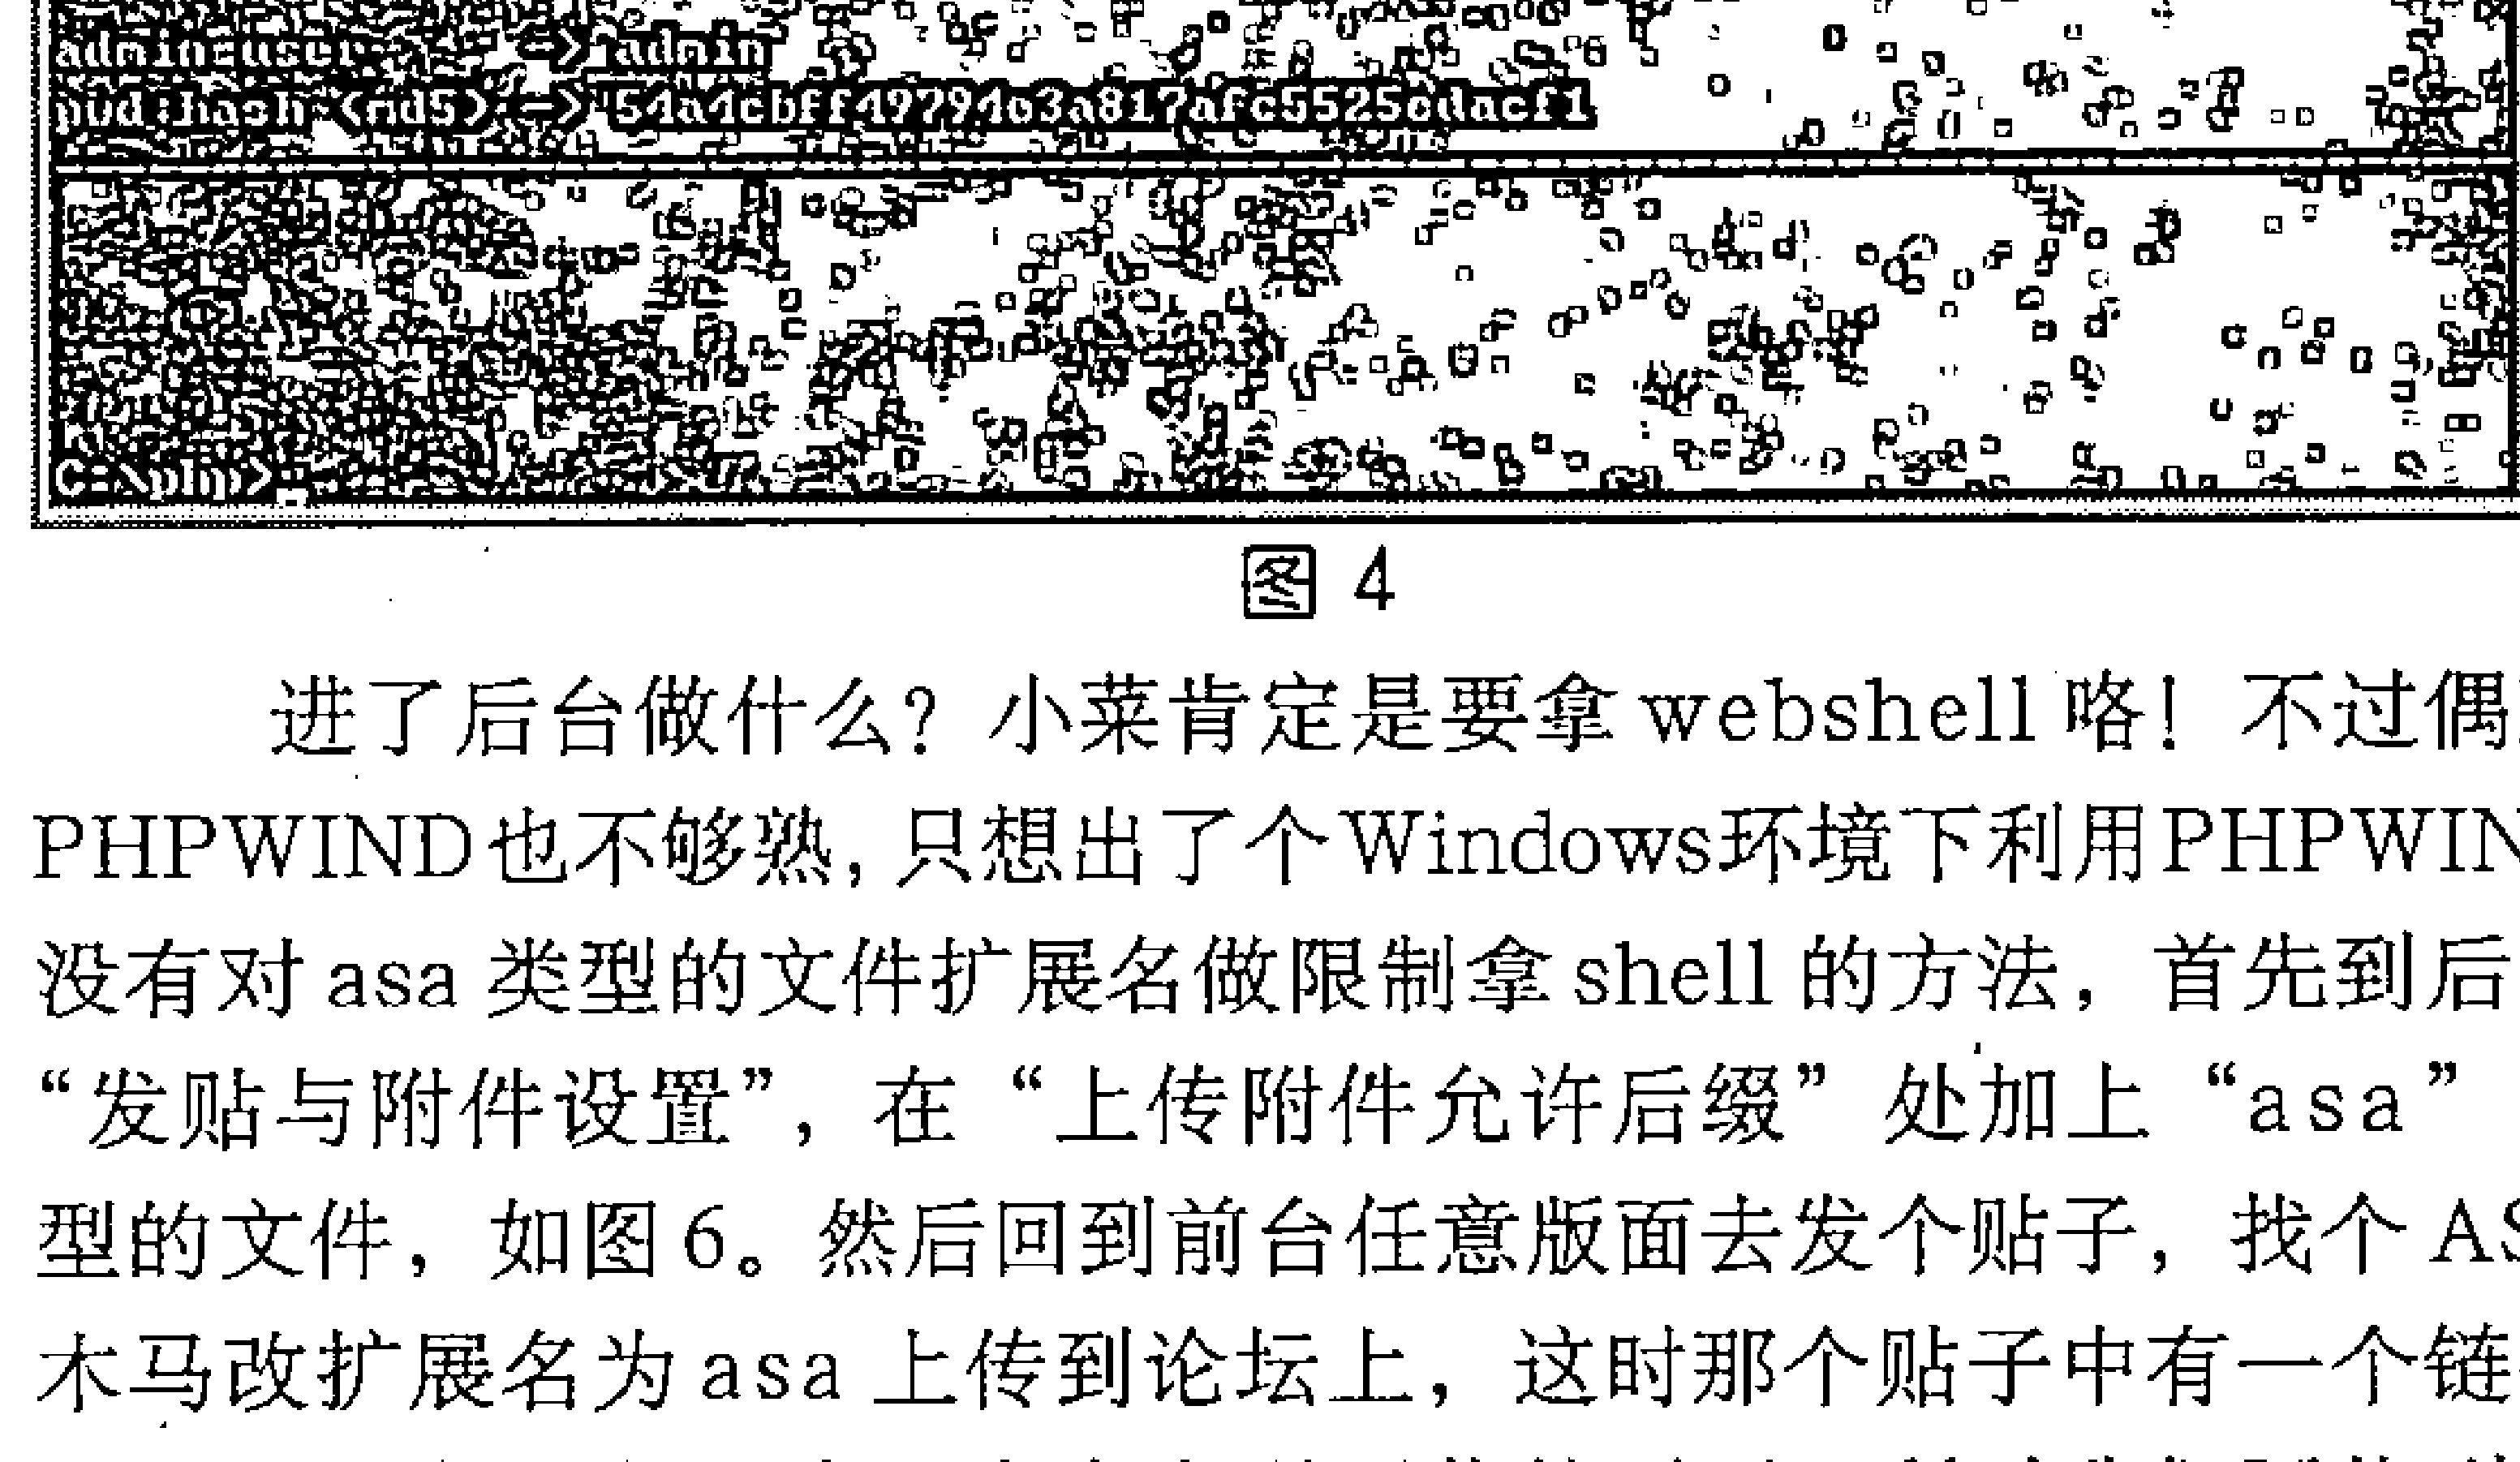 => admin
图 4
进了后台做什么？小菜肯定是要拿 webshell 咯！不过偶
PHPWIND也不够熟，只想出了个Windows环境下利用PHPWIN
没有对 asa 类型的文件扩展名做限制拿 shell 的方法，首先到后
“发贴与附件设置”，在 “上传附件允许后缀” 处加上 “asa”
型的文件，如图 6。然后回到前台任意版面去发个贴子，找个 AS
木马改扩展名为 asa 上传到论坛上，这时那个贴子中有一个链